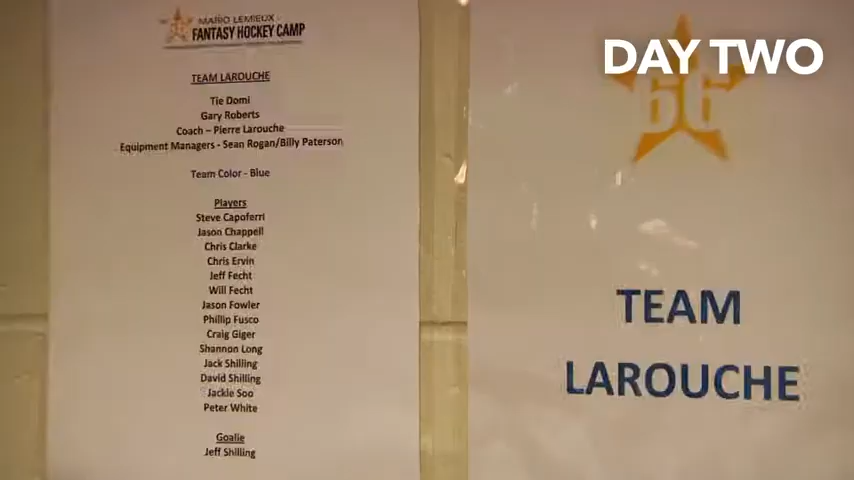 MARIO LEMIEUX
FANTASY HOCKEY CAMP
TEAM LAROUCHE
Tie Domi
Gary Roberts
Coach – Pierre Larouche
Equipment Managers - Sean Rogan/Billy Paterson
Team Color - Blue
Players
Steve Capoferri
Jason Chappell
Chris Clarke
Chris Ervin
Jeff Fecht
Will Fecht
Jason Fowler
Phillip Fusco
Craig Giger
Shannon Long
Jack Shilling
David Shilling
Jackie Soo
Peter White
Goalie
Jeff Shilling
DAY TWO
66
TEAM
LAROUCHE